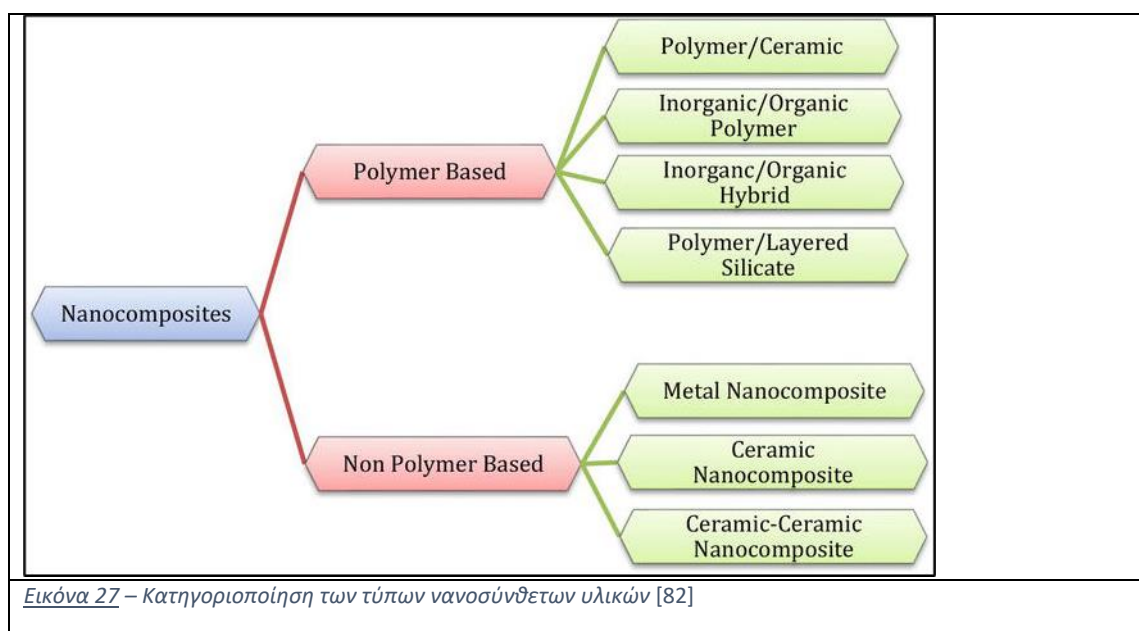 Polymer/Ceramic
Inorganic/Organic
Polymer
Polymer Based
Inorganc/Organic
Hybrid
Polymer/Layered
Silicate
Nanocomposites
Metal Nanocomposite
Non Polymer Based
Ceramic
Nanocomposite
Ceramic-Ceramic
Nanocomposite
Εικόνα 27 – Κατηγοριοποίηση των τύπων νανοσύνθετων υλικών [82]